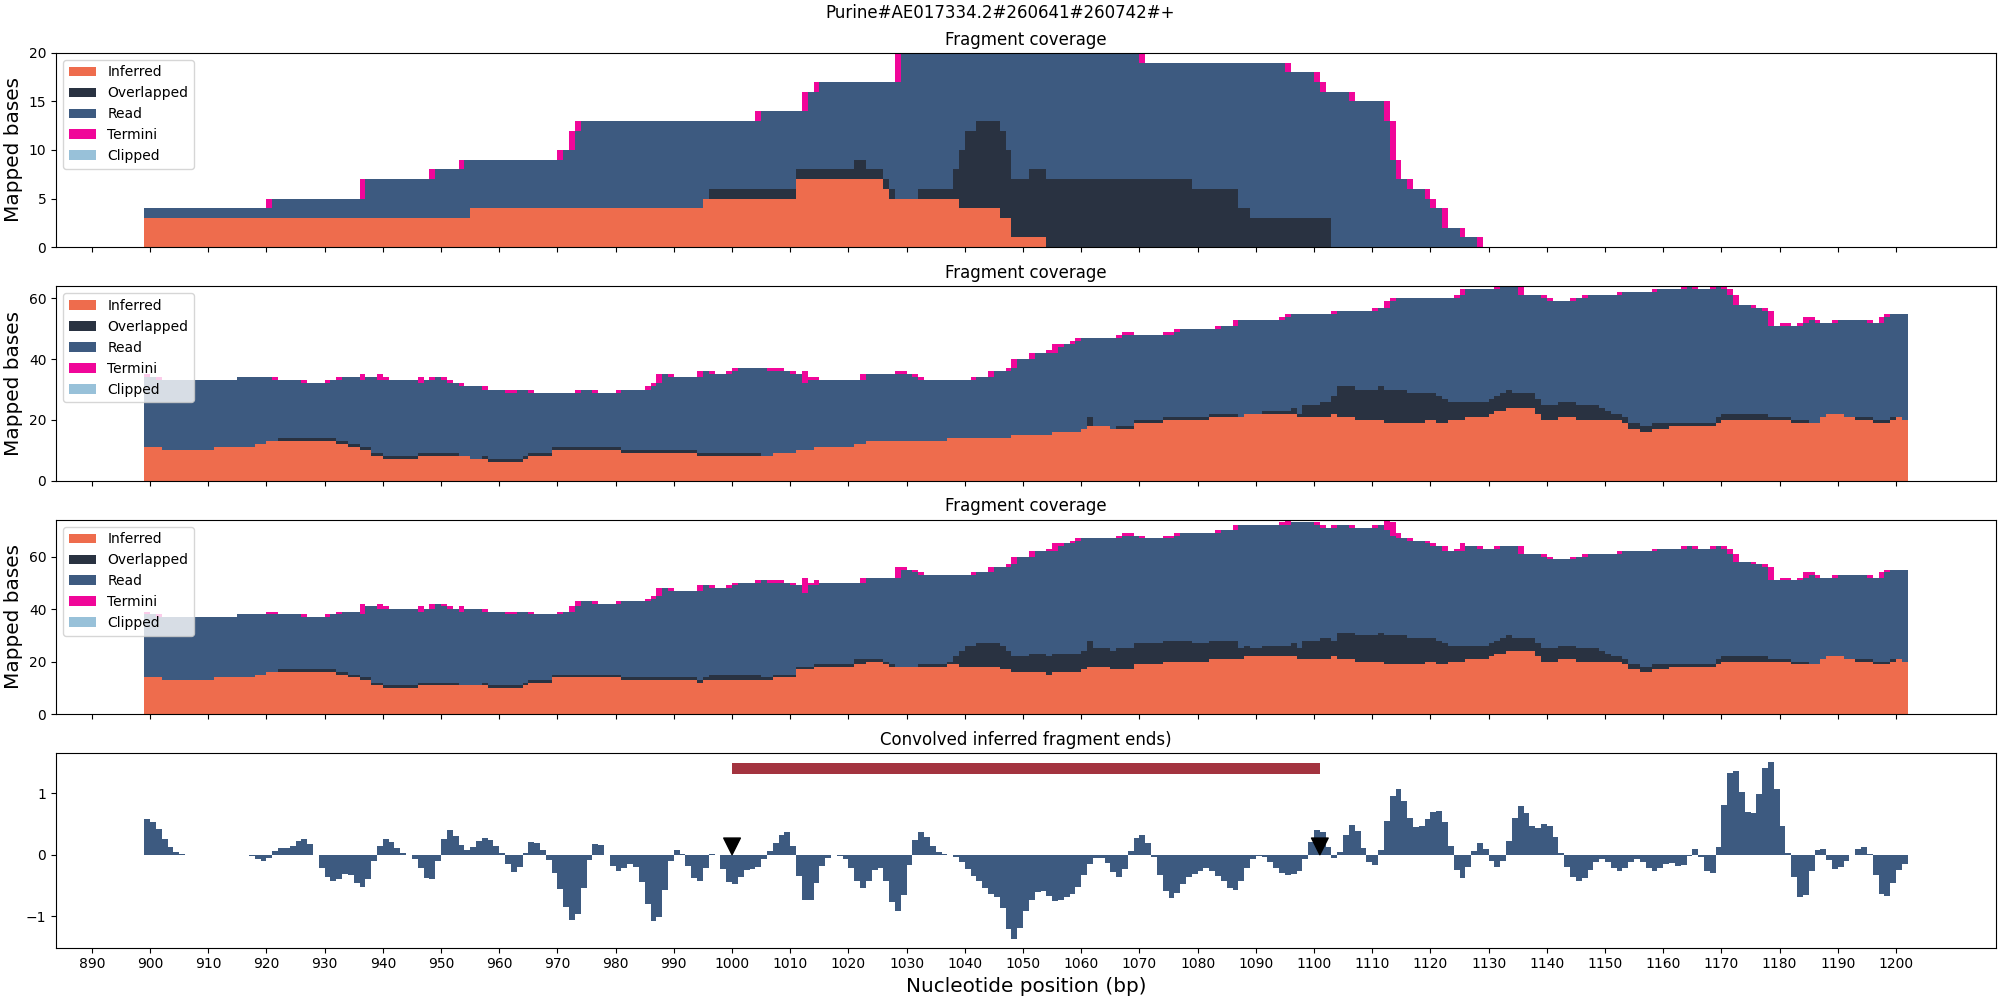 Purine#AE017334.2#260641#260742#+
Fragment coverage
Mapped bases
20
15
10
5
0
Inferred
Overlapped
Read
Termini
Clipped
Fragment coverage
Mapped bases
60
40
20
0
Inferred
Overlapped
Read
Termini
Clipped
Fragment coverage
Mapped bases
60
40
20
0
Inferred
Overlapped
Read
Termini
Clipped
Convolved inferred fragment ends)
1
0
−1
890 900 910 920 930 940 950 960 970 980 990 1000 1010 1020 1030 1040 1050 1060 1070 1080 1090 1100 1110 1120 1130 1140 1150 1160 1170 1180 1190 1200
Nucleotide position (bp)